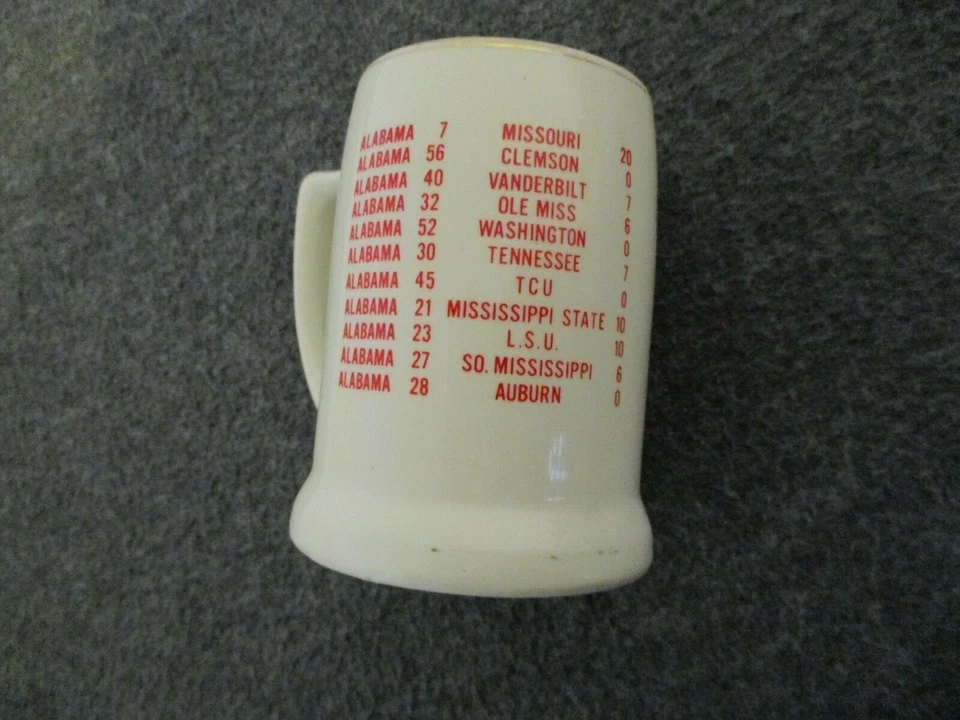 ALABAMA 7 MISSOURI 20
ALABAMA 56 CLEMSON 0
ALABAMA 40 VANDERBILT 7
ALABAMA 32 OLE MISS 6
ALABAMA 52 WASHINGTON 0
ALABAMA 30 TENNESSEE 7
ALABAMA 45 TCU 0
ALABAMA 21 MISSISSIPPI STATE 10
ALABAMA 23 L.S.U. 10
ALABAMA 27 SO. MISSISSIPPI 6
ALABAMA 28 AUBURN 0